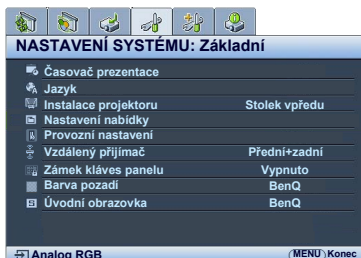 NASTAVENÍ SYSTÉMU: Základní
Časovač prezentace
Jazyk
Instalace projektoru Stolek vpředu
Nastavení nabídky
Provozní nastavení
Vzdálený přijímač Přední+zadní
Zámek kláves panelu Vypnuto
Barva pozadí BenQ
Úvodní obrazovka BenQ
Analog RGB MENU Konec